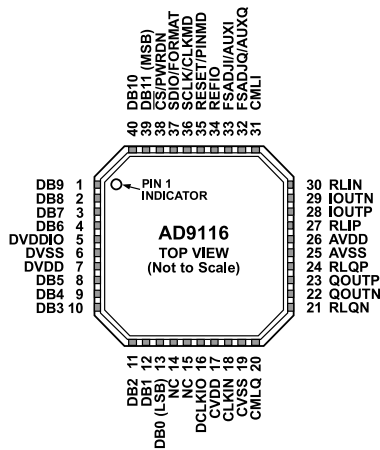 40 DB10
39 DB11 (MSB)
38 CS/PWRDN
37 SDIO/FORMAT
36 SCLK/CLKMD
35 RESET/PINMD
34 REFIO
33 FSADJI/AUXI
32 FSADJQ/AUXQ
31 CMLI
DB9 1
DB8 2
DB7 3
DB6 4
DVDDIO 5
DVSS 6
DVDD 7
DB5 8
DB4 9
DB3 10
PIN 1
INDICATOR
AD9116
TOP VIEW
(Not to Scale)
30 RLIN
29 IOUTN
28 IOUTP
27 RLIP
26 AVDD
25 AVSS
24 RLQP
23 QOUTP
22 QOUTN
21 RLQN
DB2 11
DB1 12
DB0 (LSB) 13
NC 14
NC 15
DCLKIO 16
CVDD 17
CLKIN 18
CVSS 19
CMLQ 20